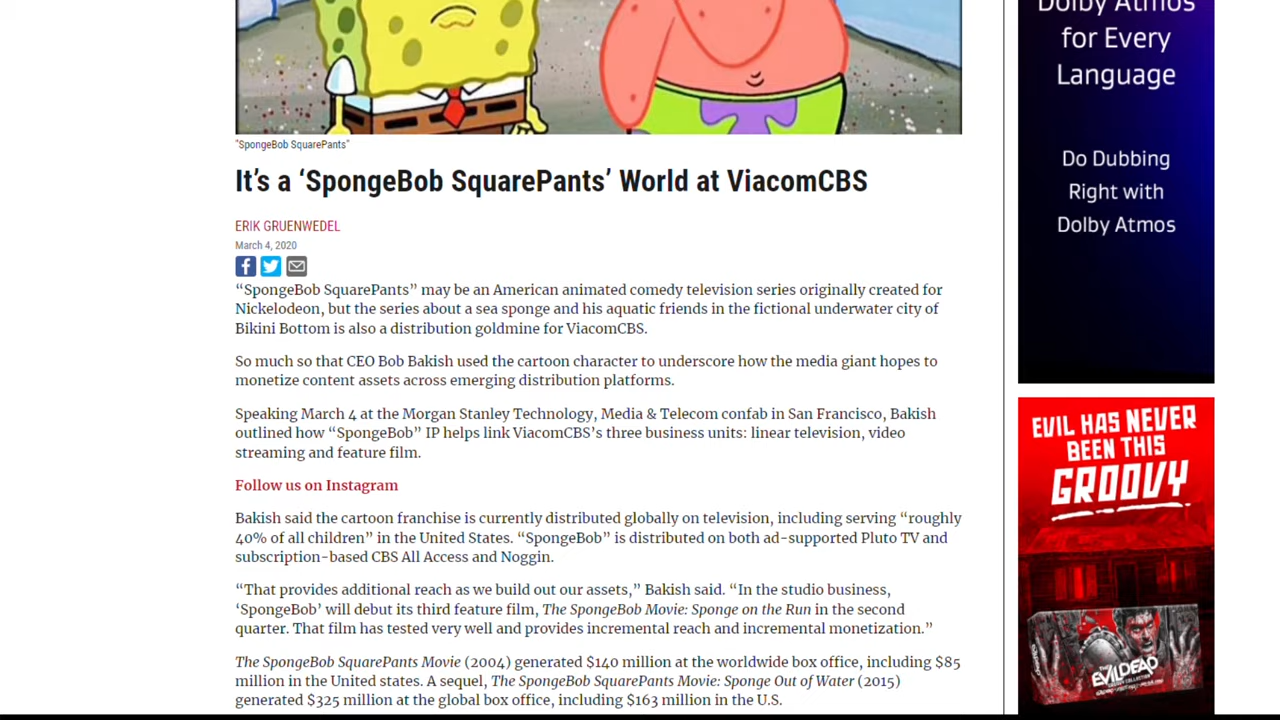 "SpongeBob SquarePants"
It's a 'SpongeBob SquarePants' World at ViacomCBS
ERIK GRUENWEDEL
March 4, 2020
“SpongeBob SquarePants” may be an American animated comedy television series originally created for
Nickelodeon, but the series about a sea sponge and his aquatic friends in the fictional underwater city of
Bikini Bottom is also a distribution goldmine for ViacomCBS.
So much so that CEO Bob Bakish used the cartoon character to underscore how the media giant hopes to
monetize content assets across emerging distribution platforms.
Speaking March 4 at the Morgan Stanley Technology, Media & Telecom confab in San Francisco, Bakish
outlined how “SpongeBob” IP helps link ViacomCBS’s three business units: linear television, video
streaming and feature film.
Follow us on Instagram
Bakish said the cartoon franchise is currently distributed globally on television, including serving “roughly
40% of all children” in the United States. “SpongeBob” is distributed on both ad-supported Pluto TV and
subscription-based CBS All Access and Noggin.
“That provides additional reach as we build out our assets,” Bakish said. “In the studio business,
‘SpongeBob’ will debut its third feature film, The SpongeBob Movie: Sponge on the Run in the second
quarter. That film has tested very well and provides incremental reach and incremental monetization.”
The SpongeBob SquarePants Movie (2004) generated $140 million at the worldwide box office, including $85
million in the United states. A sequel, The SpongeBob SquarePants Movie: Sponge Out of Water (2015)
generated $325 million at the global box office, including $163 million in the U.S.
Dolby Atmos
for Every
Language
Do Dubbing
Right with
Dolby Atmos
EVIL HAS NEVER
BEEN THIS
GROOVY
THE
EVIL DEAD